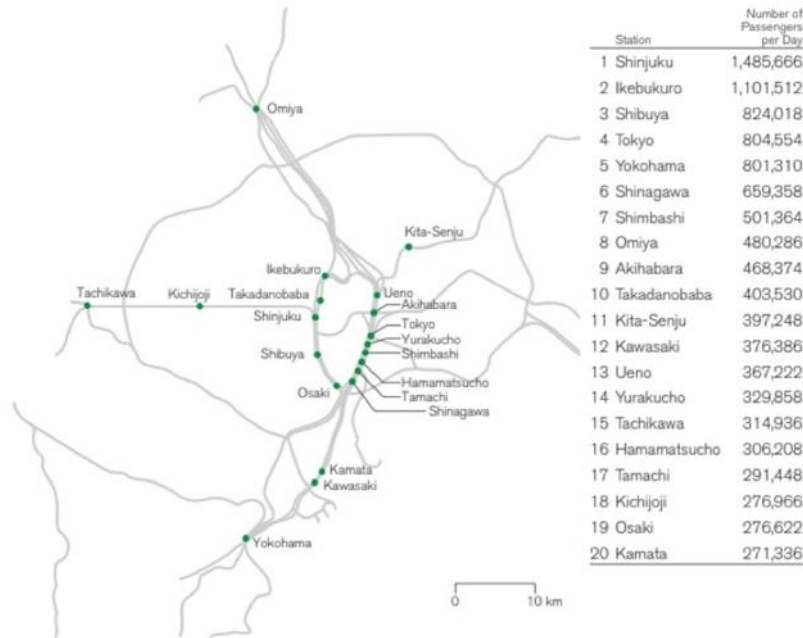 Omiya
Kita-Senju
Ikebukuro
Tachikawa
Kichijoji
Takadanobaba
Ueno
Akihabara
Shinjuku
Tokyo
Yurakucho
Shimbashi
Shibuya
Hamamatsucho
Osaki
Tamachi
Shinagawa
Kamata
Kawasaki
Yokohama
0 10 km
Number of
Passengers
Station per Day
1 Shinjuku 1,485,666
2 Ikebukuro 1,101,512
3 Shibuya 824,018
4 Tokyo 804,554
5 Yokohama 801,310
6 Shinagawa 659,358
7 Shimbashi 501,364
8 Omiya 480,286
9 Akihabara 468,374
10 Takadanobaba 403,530
11 Kita-Senju 397,248
12 Kawasaki 376,386
13 Ueno 367,222
14 Yurakucho 329,858
15 Tachikawa 314,936
16 Hamamatsucho 306,208
17 Tamachi 291,448
18 Kichijoji 276,966
19 Osaki 276,622
20 Kamata 271,336